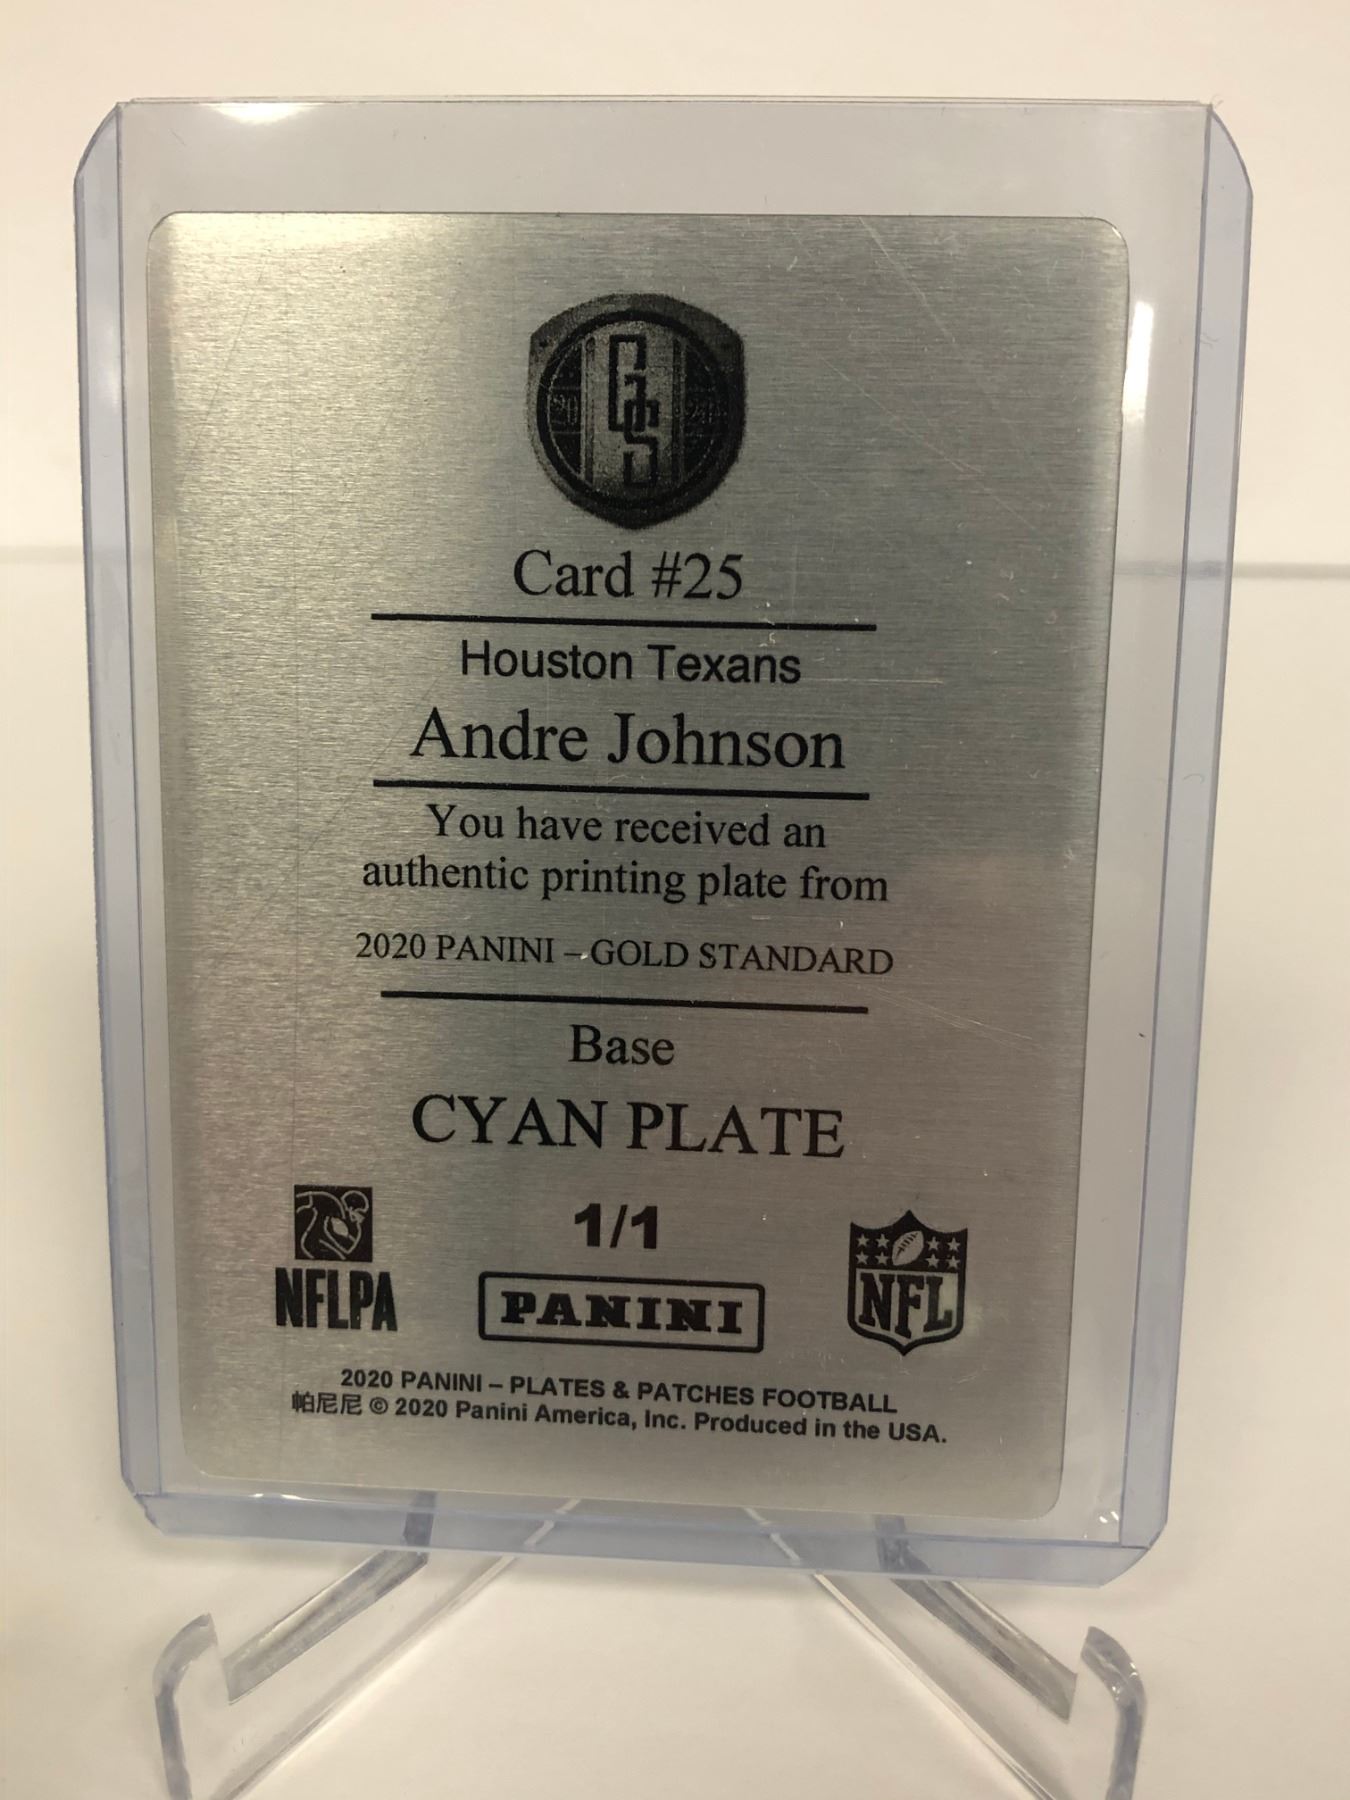 20 GS 20
Card #25
Houston Texans
Andre Johnson
You have received an
authentic printing plate from
2020 PANINI – GOLD STANDARD
Base
CYAN PLATE
1/1
NFLPA
PANINI
NFL
2020 PANINI – PLATES & PATCHES FOOTBALL
帕尼尼 © 2020 Panini America, Inc. Produced in the USA.